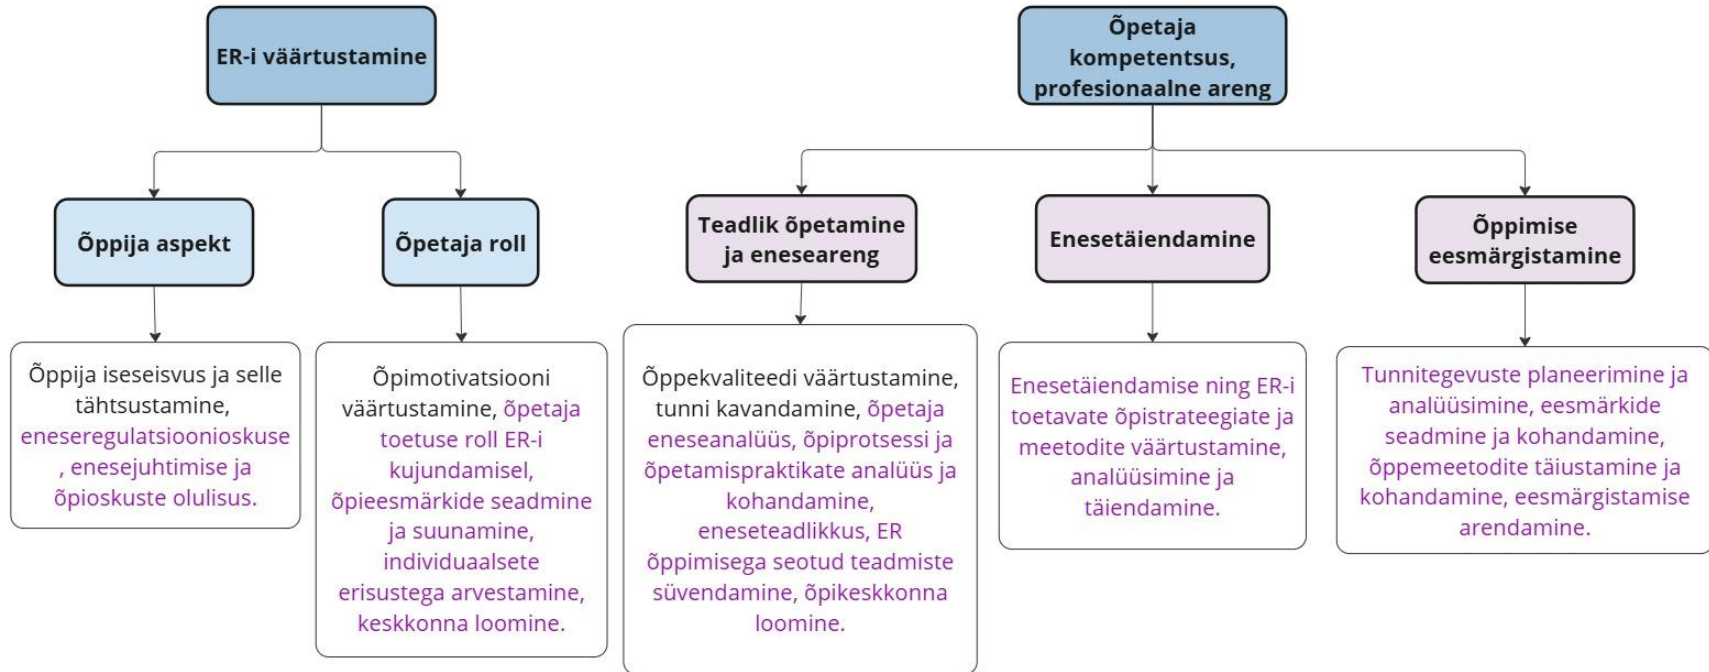 ER-i väärtustamine
Õpetaja
kompetentsus,
profesionaalne areng
Õppija aspekt
Õpetaja roll
Teadlik õpetamine
ja eneseareng
Enesetäiendamine
Õppimise
eesmärgistamine
Õppija iseseisvus ja selle
tähtsustamine,
eneseregulatsioonioskuse
, enesejuhtimise ja
õpioskuste olulisus.
Õpimotivatsiooni
väärtustamine, õpetaja
toetuse roll ER-i
kujundamisel,
õpieesmärkide seadmine
ja suunamine,
individuaalsete
erisustega arvestamine,
keskkonna loomine.
Õppekvaliteedi väärtustamine,
tunni kavandamine, õpetaja
eneseanalüüs, õpiprotsessi ja
õpetamispraktikate analüüs ja
kohandamine,
eneseteadlikkus, ER
õppimisega seotud teadmiste
süvendamine, õpikeskkonna
loomine.
Enesetäiendamise ning ER-i
toetavate õpistrateegiate ja
meetodite väärtustamine,
analüüsimine ja
täiendamine.
Tunnitegevuste planeerimine ja
analüüsimine, eesmärkide
seadmine ja kohandamine,
õppemeetodite täiustamine ja
kohandamine, eesmärgistamise
arendamine.